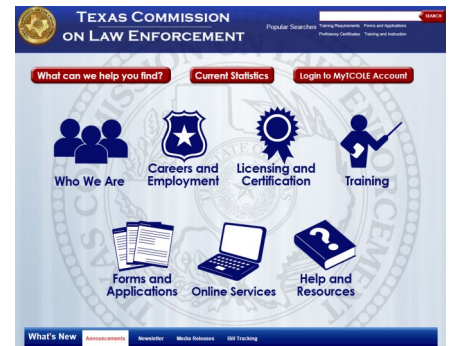 TEXAS COMMISSION
ON LAW ENFORCEMENT
SEARCH
Popular Searches Training Requirements Forms and Applications
Proficiency Certificates Training and Instruction
What can we help you find?
Current Statistics
Login to MyTCOLE Account
Who We Are
Careers and
Employment
Licensing and
Certification
Training
Forms and
Applications
Online Services
Help and
Resources
What's New Announcements Newsletter Media Releases Bill Tracking